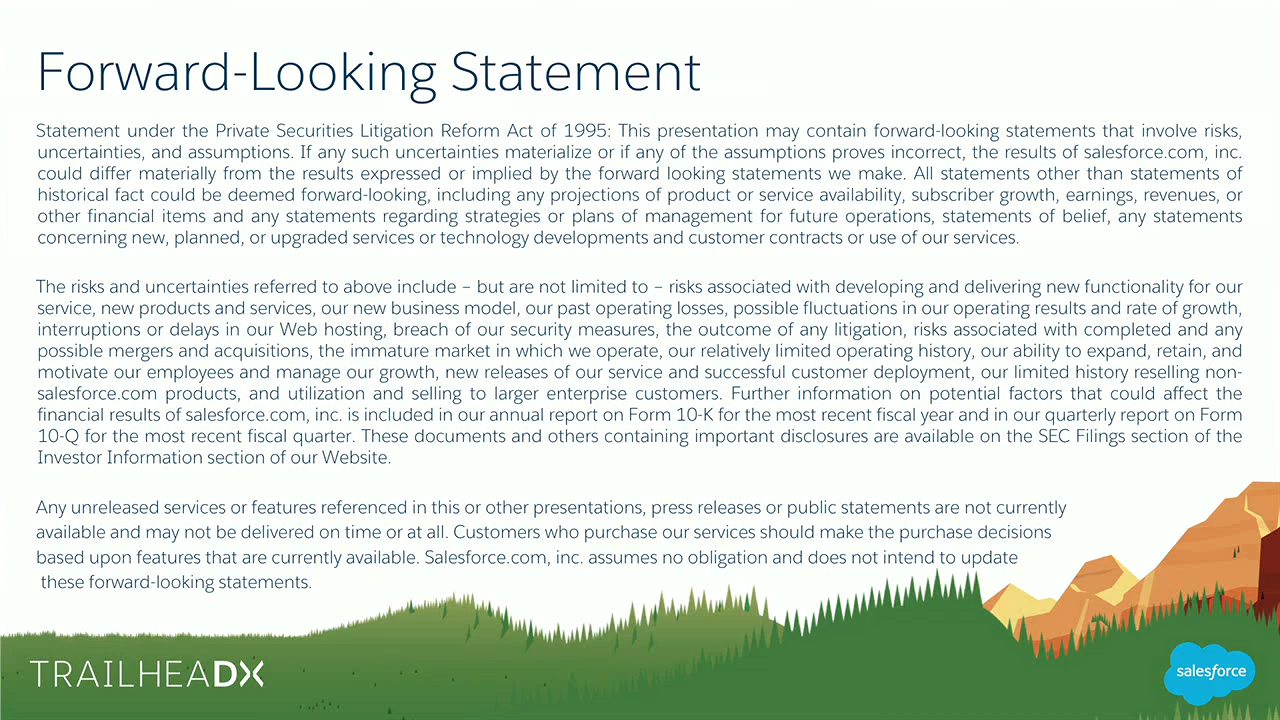 Forward-Looking Statement
Statement under the Private Securities Litigation Reform Act of 1995: This presentation may contain forward-looking statements that involve risks,
uncertainties, and assumptions. If any such uncertainties materialize or if any of the assumptions proves incorrect, the results of salesforce.com, inc.
could differ materially from the results expressed or implied by the forward looking statements we make. All statements other than statements of
historical fact could be deemed forward-looking, including any projections of product or service availability, subscriber growth, earnings, revenues, or
other financial items and any statements regarding strategies or plans of management for future operations, statements of belief, any statements
concerning new, planned, or upgraded services or technology developments and customer contracts or use of our services.
The risks and uncertainties referred to above include – but are not limited to – risks associated with developing and delivering new functionality for our
service, new products and services, our new business model, our past operating losses, possible fluctuations in our operating results and rate of growth,
interruptions or delays in our Web hosting, breach of our security measures, the outcome of any litigation, risks associated with completed and any
possible mergers and acquisitions, the immature market in which we operate, our relatively limited operating history, our ability to expand, retain, and
motivate our employees and manage our growth, new releases of our service and successful customer deployment, our limited history reselling non-
salesforce.com products, and utilization and selling to larger enterprise customers. Further information on potential factors that could affect the
financial results of salesforce.com, inc. is included in our annual report on Form 10-K for the most recent fiscal year and in our quarterly report on Form
10-Q for the most recent fiscal quarter. These documents and others containing important disclosures are available on the SEC Filings section of the
Investor Information section of our Website.
Any unreleased services or features referenced in this or other presentations, press releases or public statements are not currently
available and may not be delivered on time or at all. Customers who purchase our services should make the purchase decisions
based upon features that are currently available. Salesforce.com, inc. assumes no obligation and does not intend to update
these forward-looking statements.
TRAILHEADX
salesforce